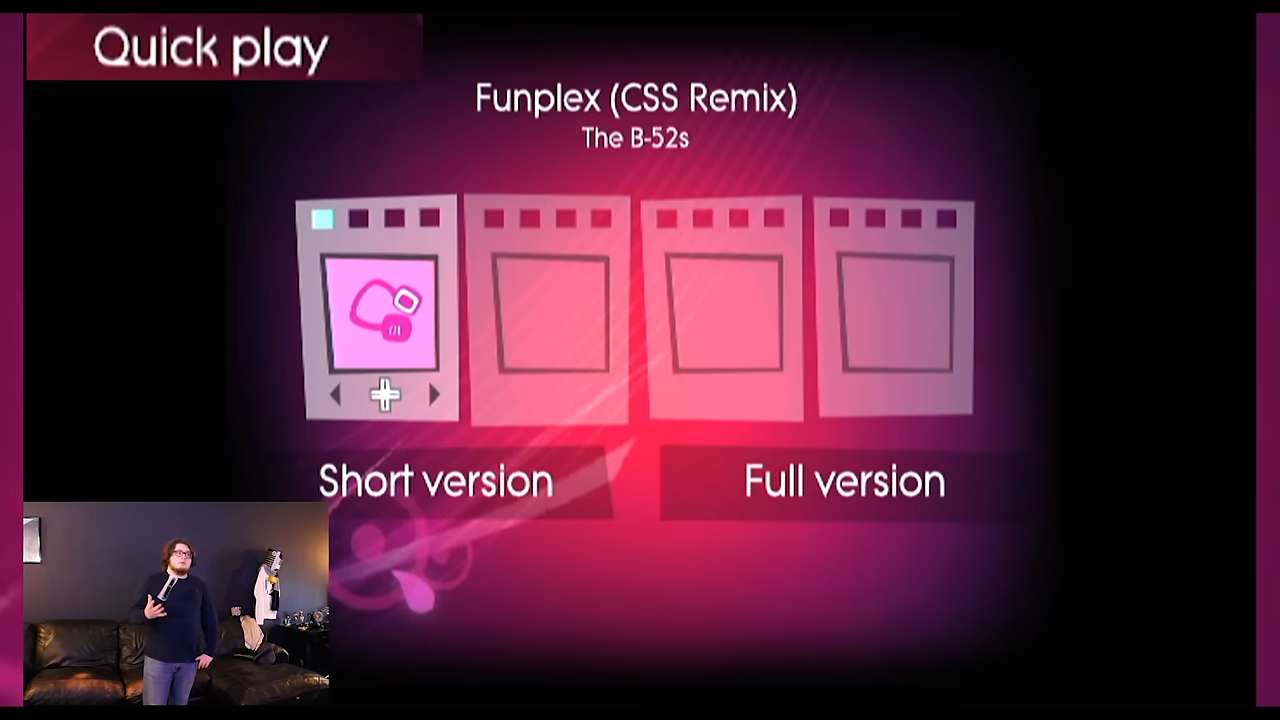 Quick play
Funplex (CSS Remix)
The B-52s
Short version
Full version